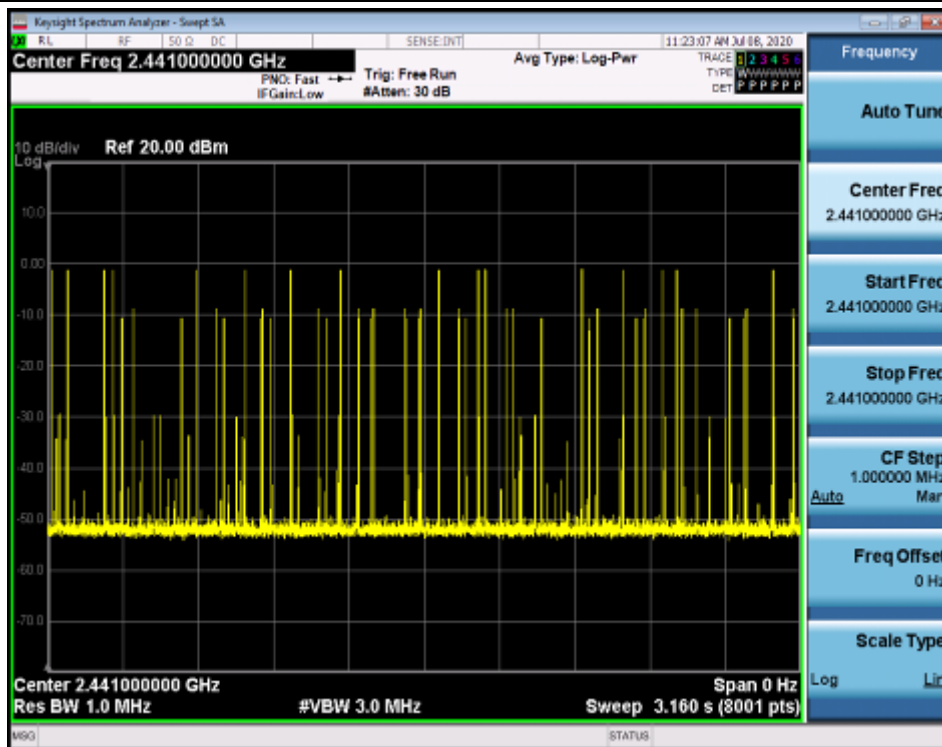 Keysight Spectrum Analyzer - Swept SA
RL RF 50 Ω DC SENSE:INT 11:23:07 AM Jul 08, 2020
Center Freq 2.441000000 GHz Avg Type: Log-Pwr TRACE 1 2 3 4 5 6
PNO: Fast Trig: Free Run TYPE WWWWWW
IFGain:Low #Atten: 30 dB DET P P P P P P
10 dB/div Ref 20.00 dBm
Log
10.0
0.00
-10.0
-20.0
-30.0
-40.0
-50.0
-60.0
-70.0
Center 2.441000000 GHz Span 0 Hz
Res BW 1.0 MHz #VBW 3.0 MHz Sweep 3.160 s (8001 pts)
MSG STATUS
Frequency
Auto Tune
Center Freq
2.441000000 GHz
Start Freq
2.441000000 GHz
Stop Freq
2.441000000 GHz
CF Step
1.000000 MHz
Auto Man
Freq Offset
0 Hz
Scale Type
Log Lin